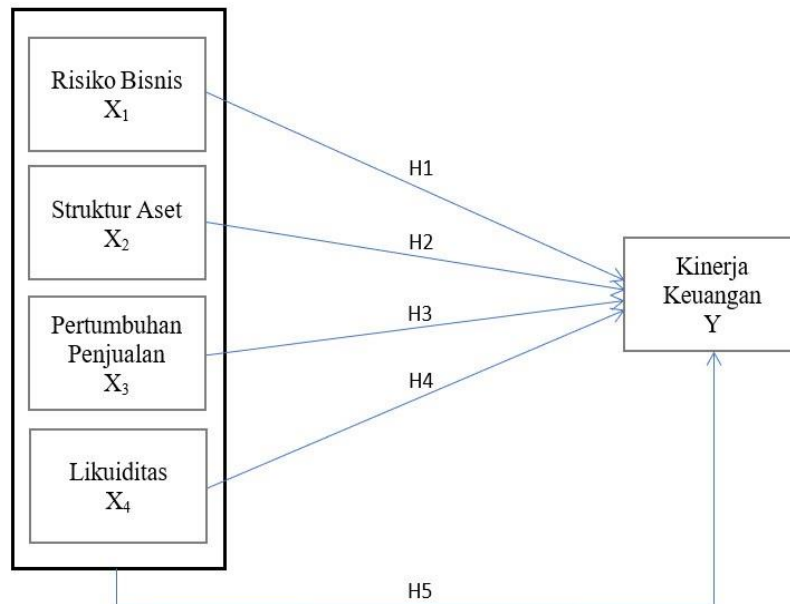 Risiko Bisnis
X₁
H1
Struktur Aset
X₂
H2
Pertumbuhan
Penjualan
X₃
H3
Likuiditas
X₄
H4
Kinerja
Keuangan
Y
H5